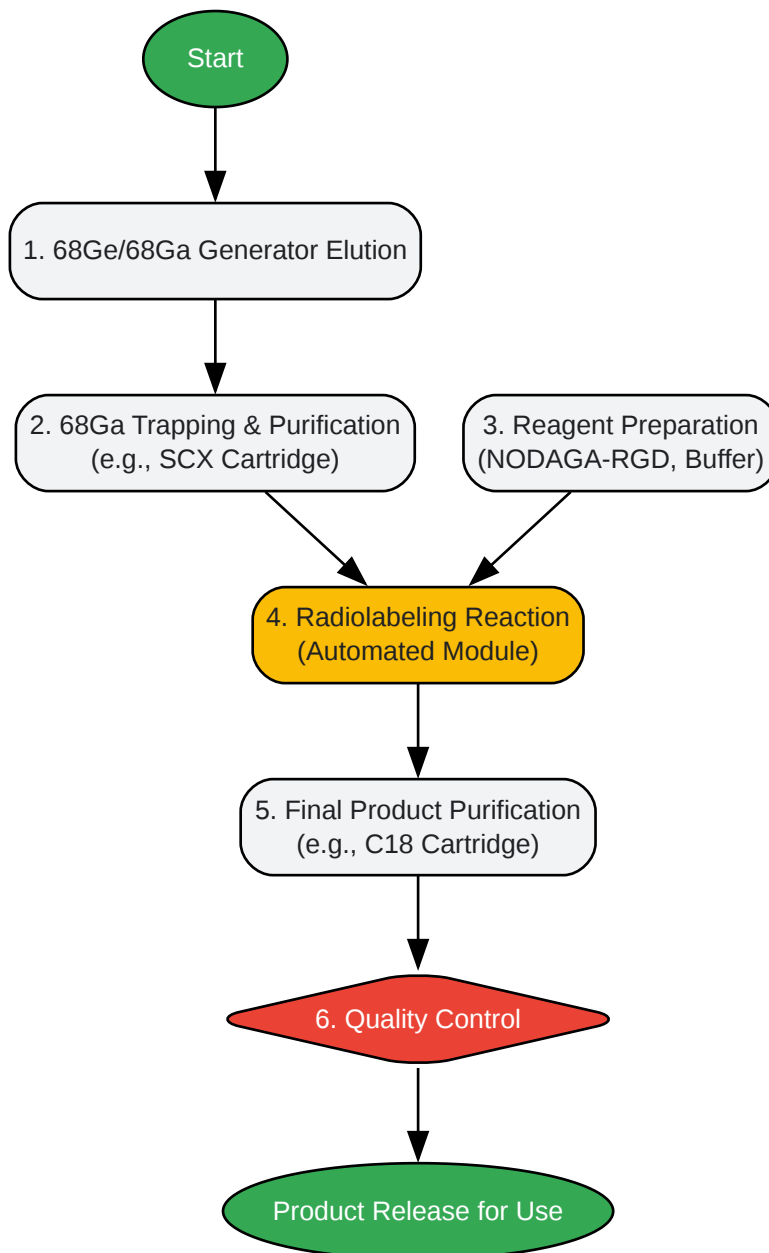 Start
1. 68Ge/68Ga Generator Elution
2. 68Ga Trapping & Purification
(e.g., SCX Cartridge)
3. Reagent Preparation
(NODAGA-RGD, Buffer)
4. Radiolabeling Reaction
(Automated Module)
5. Final Product Purification
(e.g., C18 Cartridge)
6. Quality Control
Product Release for Use